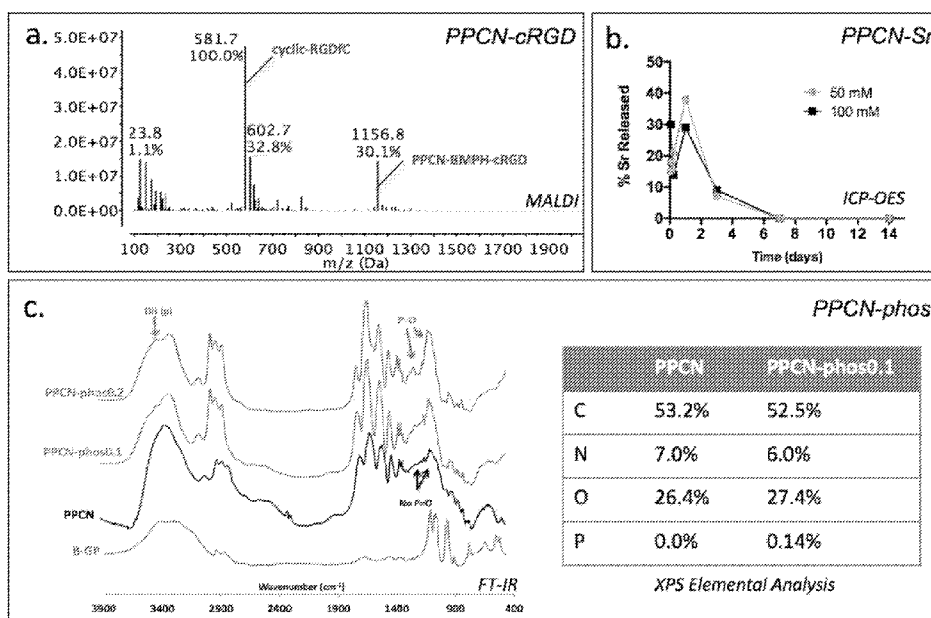 a.
PPCN-cRGD
5.0E+07
4.0E+07
3.0E+07
2.0E+07
1.0E+07
0.0E+00
581.7
100.0%
cyclic-RGDfC
23.8
1.1%
602.7
32.8%
1156.8
30.1%
PPCN-BMPH-cRGD
MALDI
100 300 500 700 900 1100 1300 1500 1700 1900
m/z (Da)
b.
PPCN-Sr
% Sr Released
50
40
30
20
10
0
50 mM
100 mM
ICP-OES
0 2 4 6 8 10 12 14
Time (days)
c.
PPCN-phos
PPCN-phos0.2
PPCN-phos0.1
PPCN
B-GP
No P=O
Wavenumber (cm-1)
FT-IR
3900 3400 2900 2400 1900 1400 900 400
PPCN PPCN-phos0.1
C 53.2% 52.5%
N 7.0% 6.0%
O 26.4% 27.4%
P 0.0% 0.14%
XPS Elemental Analysis